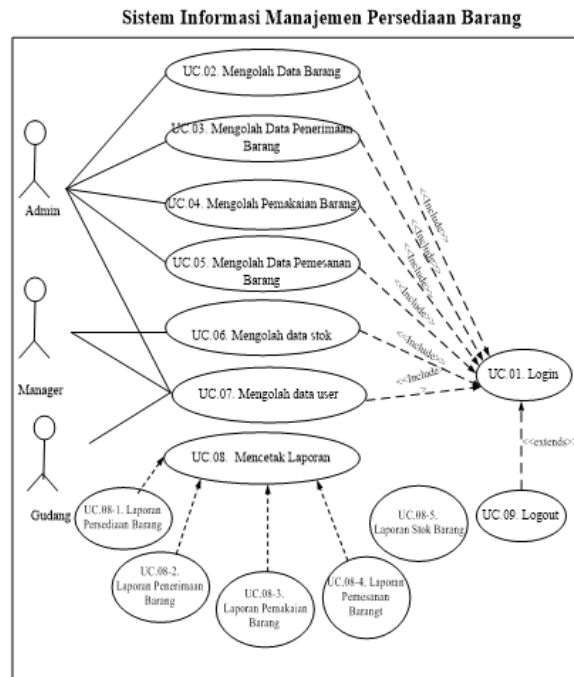 Sistem Informasi Manajemen Persediaan Barang
UC.02. Mengolah Data Barang
UC.03. Mengolah Data Penerimaan
Barang
Admin
UC.04. Mengolah Pemakaian Barang
UC.05. Mengolah Data Pemesanan
Barang
<<Include>>
<<Include>>
<<Include>>
<<Include>>
<<Include>>
<<Include
>
Manager
UC.06. Mengolah data stok
UC.07. Mengolah data user
UC.01. Login
<<extends>>
Gudang
UC.08. Mencetak Laporan
UC.08-1. Laporan
Persediaan Barang
UC.08-2.
Laporan Penerimaan
Barang
UC.08-3.
Laporan Pemakaian
Barang
UC.08-4. Laporan
Pemesanan
Barangt
UC.08-5.
Laporan Stok Barang
UC.09. Logout